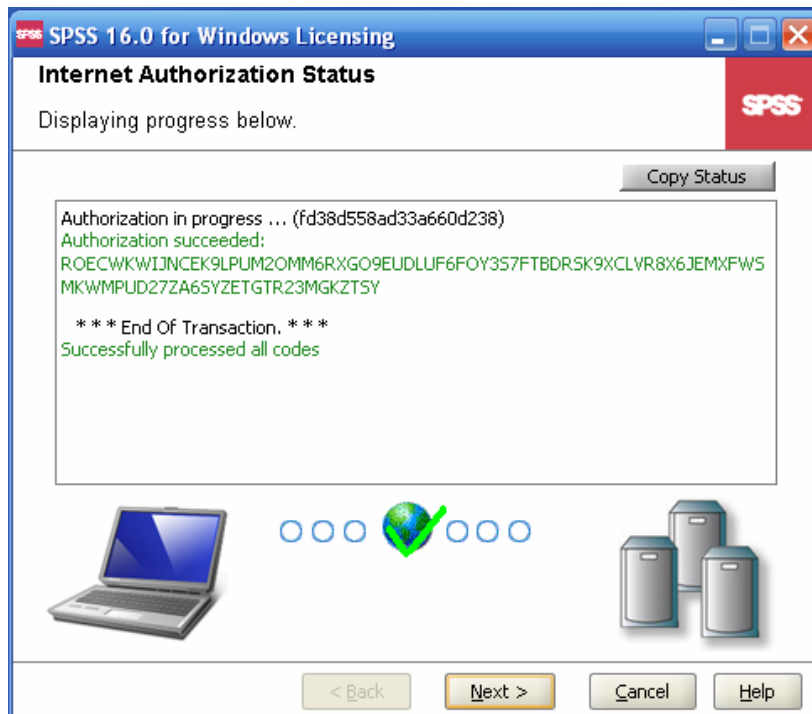 SPSS SPSS 16.0 for Windows Licensing
Internet Authorization Status
Displaying progress below.
SPSS
Copy Status
Authorization in progress ... (fd38d558ad33a660d238)
Authorization succeeded:
ROECWKWIJNCEK9LPUM2OMM6RXGO9EUDLUF6FOY3S7FTBDRSK9XCLVR8X6JEMXFWS
MKWMPUD27ZA6SYZETGTR23MGKZTSY
* * * End Of Transaction. * * *
Successfully processed all codes
< Back
Next >
Cancel
Help